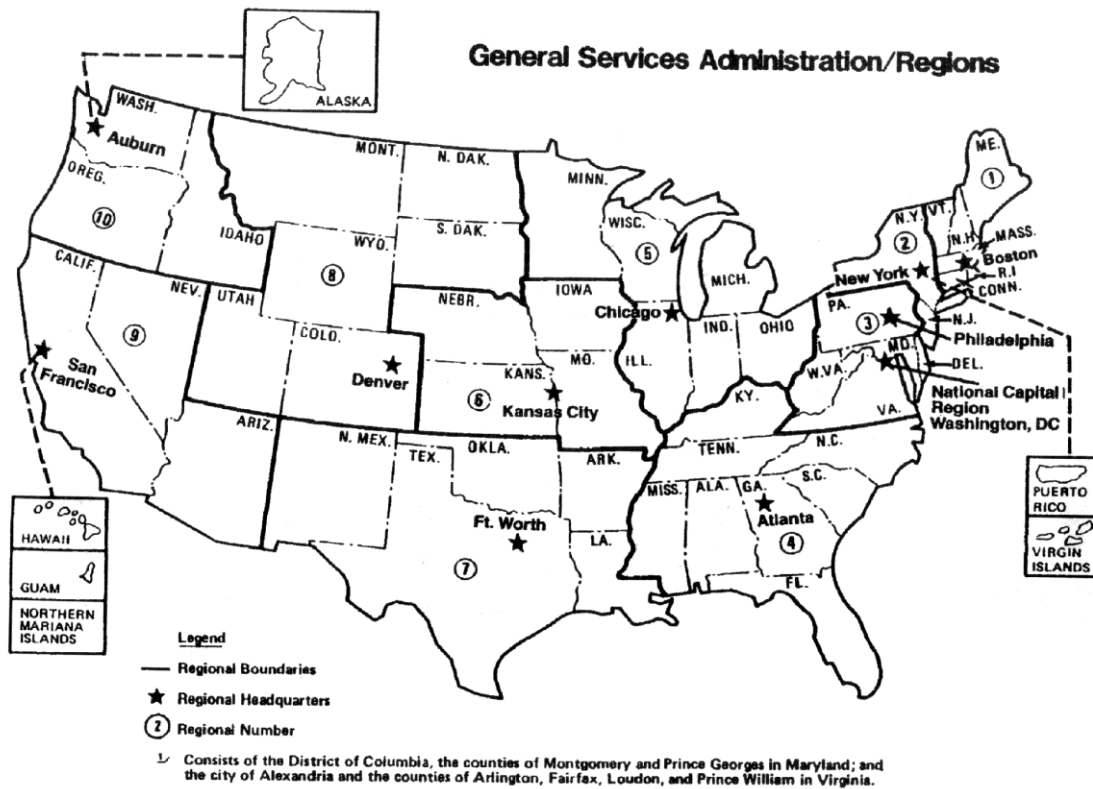 General Services Administration/Regions
ALASKA
WASH.
Auburn
OREG.
10
IDAHO
MONT.
N. DAK.
S. DAK.
WYO.
8
MINN.
WISC.
5
MICH.
ME.
1
N.Y.
VT.
2
N.H.
MASS.
Boston
New York
R.I
CONN.
CALIF.
NEV.
9
UTAH
COLO.
Denver
San
Francisco
NEBR.
IOWA
Chicago
ILL.
IND.
OHIO
PA.
3
N.J.
Philadelphia
MD.
DEL.
W.VA
VA.
National Capital
Region
Washington, DC
KANS.
6
Kansas City
MO.
KY.
ARIZ.
N. MEX.
TEX.
OKLA.
ARK.
TENN.
N.C.
S.C.
MISS.
ALA.
GA.
Atlanta
4
FL.
Ft. Worth
7
LA.
HAWAII
GUAM
NORTHERN
MARIANA
ISLANDS
PUERTO
RICO
VIRGIN
ISLANDS
Legend
Regional Boundaries
Regional Headquarters
2 Regional Number
1/ Consists of the District of Columbia, the counties of Montgomery and Prince Georges in Maryland; and
the city of Alexandria and the counties of Arlington, Fairfax, Loudon, and Prince William in Virginia.